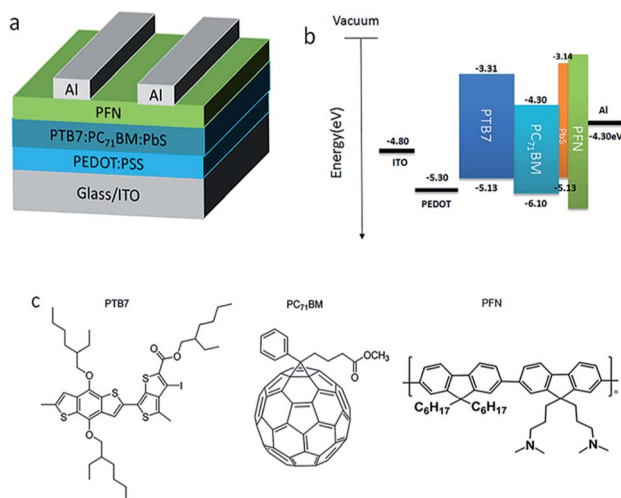 a
Al
Al
PFN
PTB7:PC71BM:PbS
PEDOT:PSS
Glass/ITO
b
Vacuum
Energy(eV)
-4.80
ITO
-5.30
PEDOT
-3.31
PTB7
-5.13
-4.30
PC71BM
-6.10
-3.14
PbS
-5.13
PFN
Al
-4.30eV
c
PTB7
O
O
S
S
S
S
O
O
I
PC71BM
O
OCH3
PFN
C6H17
C6H17
N
N
n